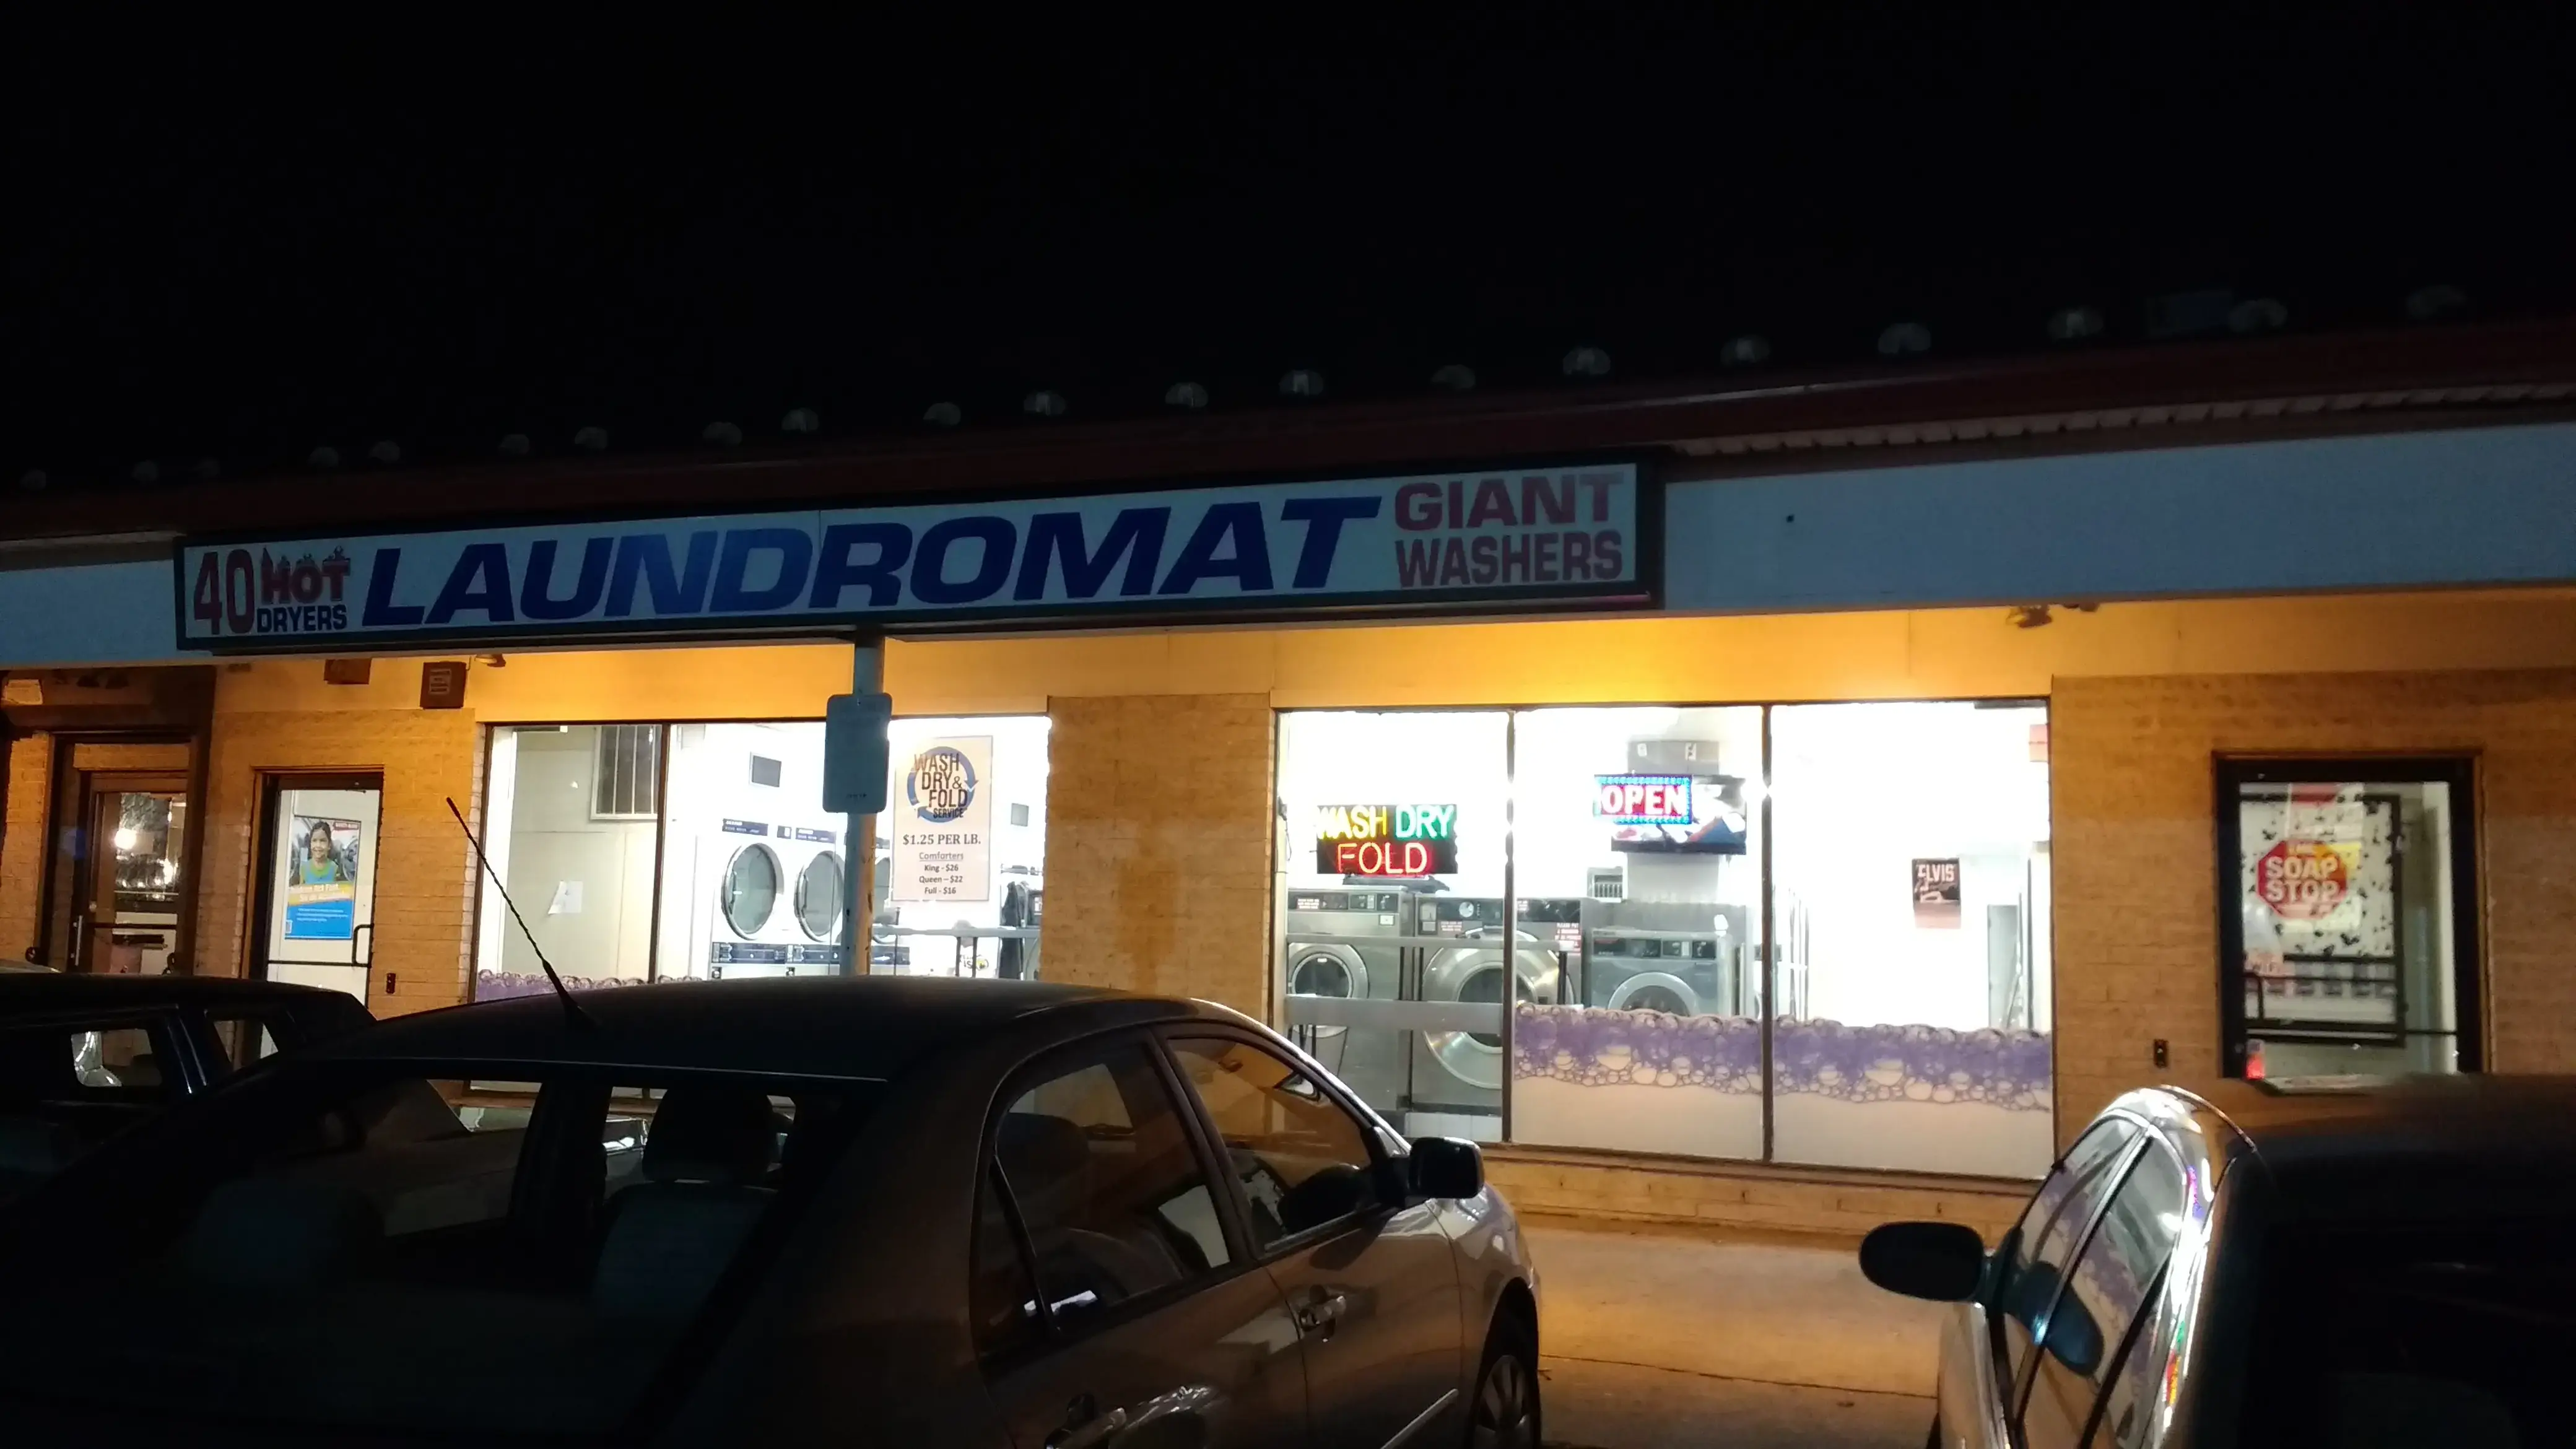 40 HOT
DRYERS
LAUNDROMAT
GIANT
WASHERS
WASH
DRY &
FOLD
SERVICE
$1.25 PER LB.
Comforters
King - $26
Queen - $22
Full - $16
WASH DRY
FOLD
OPEN
ELVIS
THE
SOAP
STOP